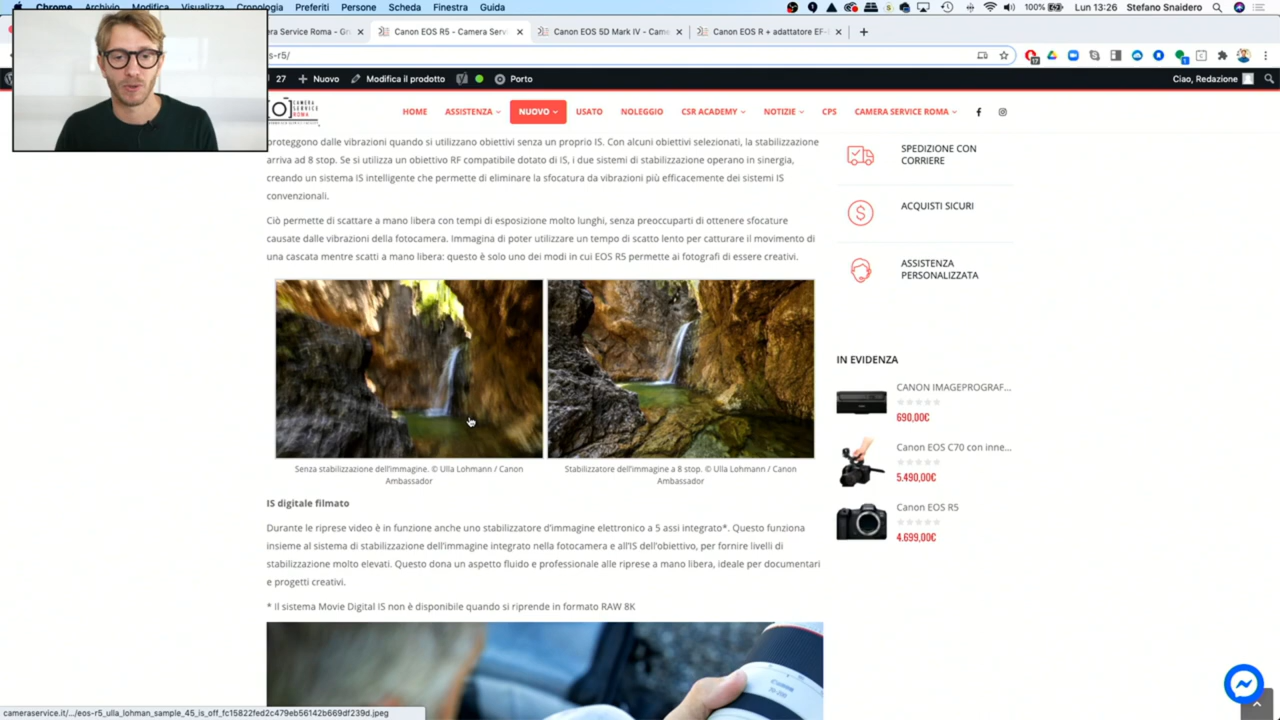 Chrome Archivio Modifica Visualizza Cronologia Preferiti Persone Scheda Finestra Guida
100% Lun 13:26 Stefano Snaidero
Service Roma - Gr
Canon EOS R5 - Camera Serv
Canon EOS 5D Mark IV - Came
Canon EOS R + adattatore EF-
s-r5/
27 Nuovo Modifica il prodotto Porto
Ciao, Redazione
CAMERA
SERVICE
ROMA
HOME ASSISTENZA NUOVO USATO NOLEGGIO CSR ACADEMY NOTIZIE CPS CAMERA SERVICE ROMA
proteggono dalle vibrazioni quando si utilizzano obiettivi senza un proprio IS. Con alcuni obiettivi selezionati, la stabilizzazione
arriva ad 8 stop. Se si utilizza un obiettivo RF compatibile dotato di IS, i due sistemi di stabilizzazione operano in sinergia,
creando un sistema IS intelligente che permette di eliminare la sfocatura da vibrazioni più efficacemente dei sistemi IS
convenzionali.
Ciò permette di scattare a mano libera con tempi di esposizione molto lunghi, senza preoccuparti di ottenere sfocature
causate dalle vibrazioni della fotocamera. Immagina di poter utilizzare un tempo di scatto lento per catturare il movimento di
una cascata mentre scatti a mano libera: questo è solo uno dei modi in cui EOS R5 permette ai fotografi di essere creativi.
Senza stabilizzazione dell'immagine. © Ulla Lohmann / Canon
Ambassador
Stabilizzatore dell'immagine a 8 stop. © Ulla Lohmann / Canon
Ambassador
IS digitale filmato
Durante le riprese video è in funzione anche uno stabilizzatore d'immagine elettronico a 5 assi integrato*. Questo funziona
insieme al sistema di stabilizzazione dell'immagine integrato nella fotocamera e all'IS dell'obiettivo, per fornire livelli di
stabilizzazione molto elevati. Questo dona un aspetto fluido e professionale alle riprese a mano libera, ideale per documentari
e progetti creativi.
* Il sistema Movie Digital IS non è disponibile quando si riprende in formato RAW 8K
Canon
SPEDIZIONE CON
CORRIERE
ACQUISTI SICURI
ASSISTENZA
PERSONALIZZATA
IN EVIDENZA
CANON IMAGEPROGRAF...
690,00€
Canon EOS C70 con inne...
5.490,00€
Canon EOS R5
4.699,00€
cameraservice.it/.../eos-r5_ulla_lohman_sample_45_is_off_fc15822fed2c479eb56142b669df239d.jpeg